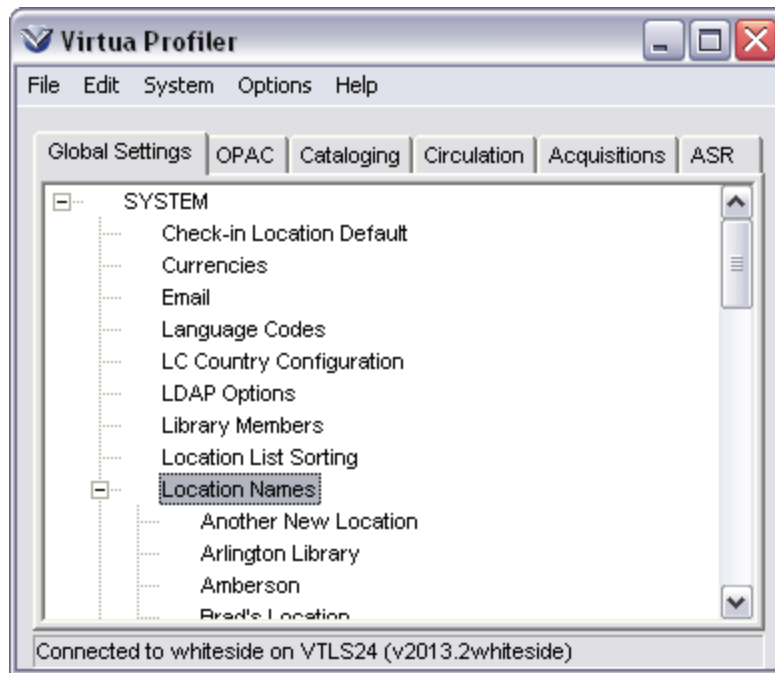 Virtua Profiler
File Edit System Options Help
Global Settings OPAC Cataloging Circulation Acquisitions ASR
SYSTEM
Check-in Location Default
Currencies
Email
Language Codes
LC Country Configuration
LDAP Options
Library Members
Location List Sorting
Location Names
Another New Location
Arlington Library
Amberson
Brad's Location
Connected to whiteside on VTLS24 (v2013.2whiteside)